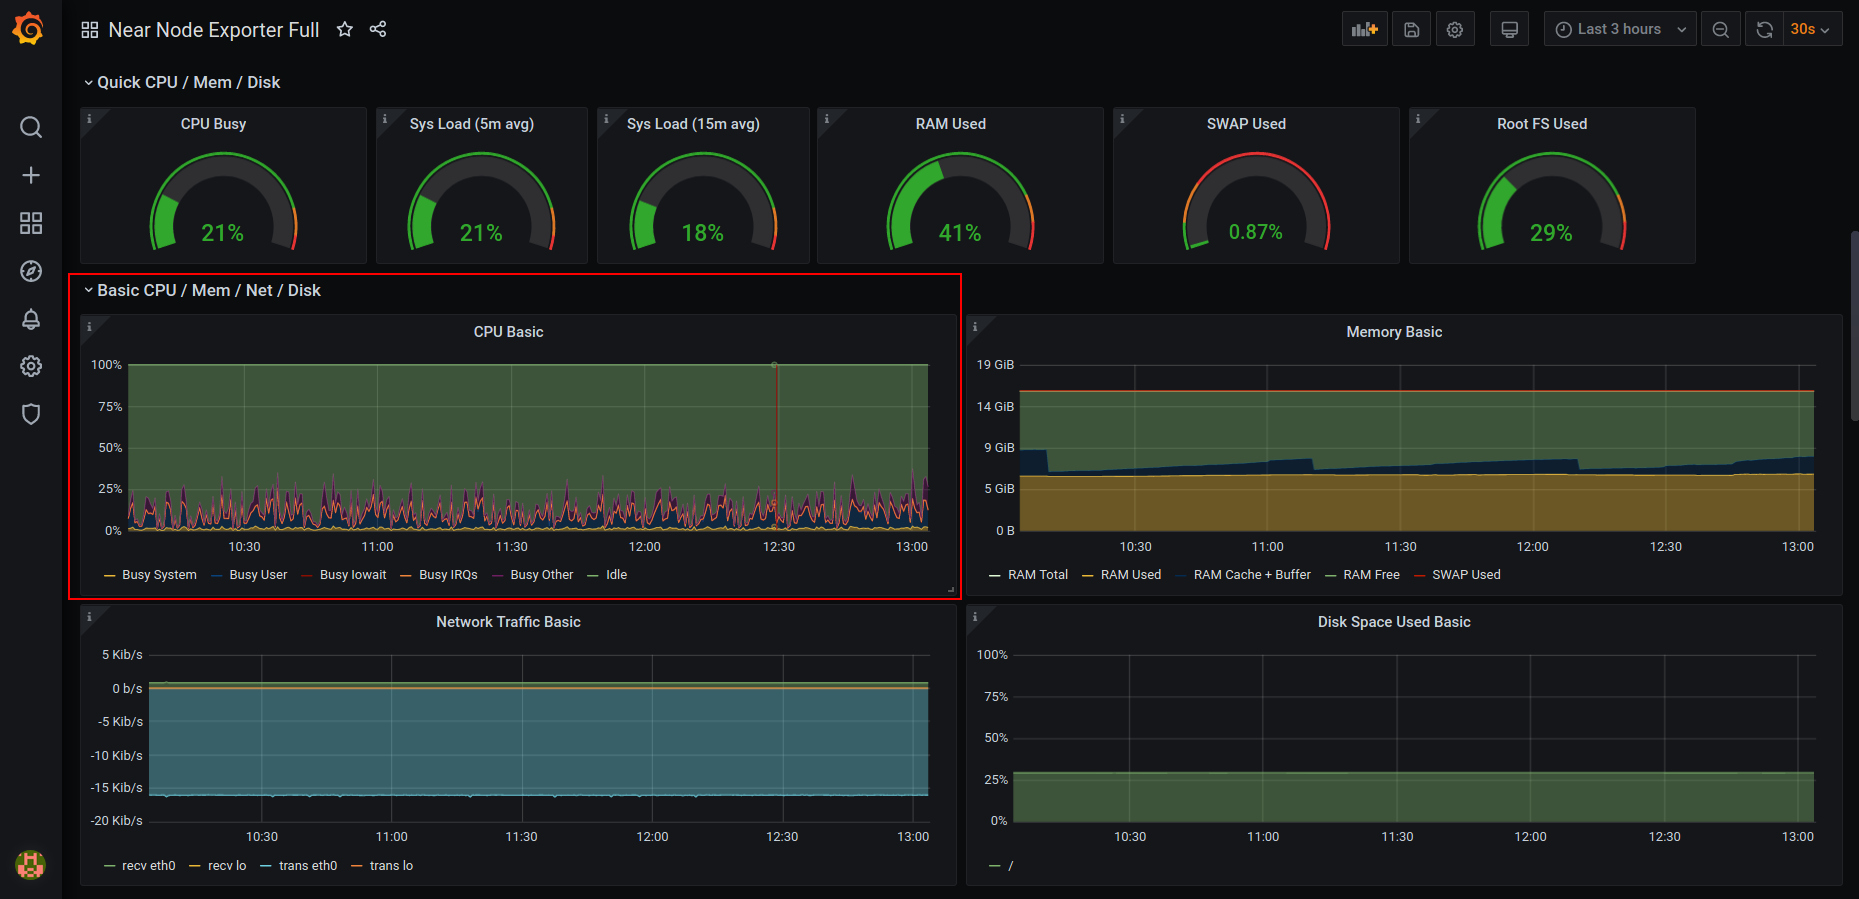 Near Node Exporter Full
Last 3 hours
30s
Quick CPU / Mem / Disk
CPU Busy
Sys Load (5m avg)
Sys Load (15m avg)
RAM Used
SWAP Used
Root FS Used
21%
21%
18%
41%
0.87%
29%
Basic CPU / Mem / Net / Disk
CPU Basic
100%
75%
50%
25%
0%
10:30 11:00 11:30 12:00 12:30 13:00
Busy System Busy User Busy Iowait Busy IRQs Busy Other Idle
Memory Basic
19 GiB
14 GiB
9 GiB
5 GiB
0 B
10:30 11:00 11:30 12:00 12:30 13:00
RAM Total RAM Used RAM Cache + Buffer RAM Free SWAP Used
Network Traffic Basic
5 Kib/s
0 b/s
-5 Kib/s
-10 Kib/s
-15 Kib/s
-20 Kib/s
10:30 11:00 11:30 12:00 12:30 13:00
recv eth0 recv lo trans eth0 trans lo
Disk Space Used Basic
100%
75%
50%
25%
0%
10:30 11:00 11:30 12:00 12:30 13:00
/